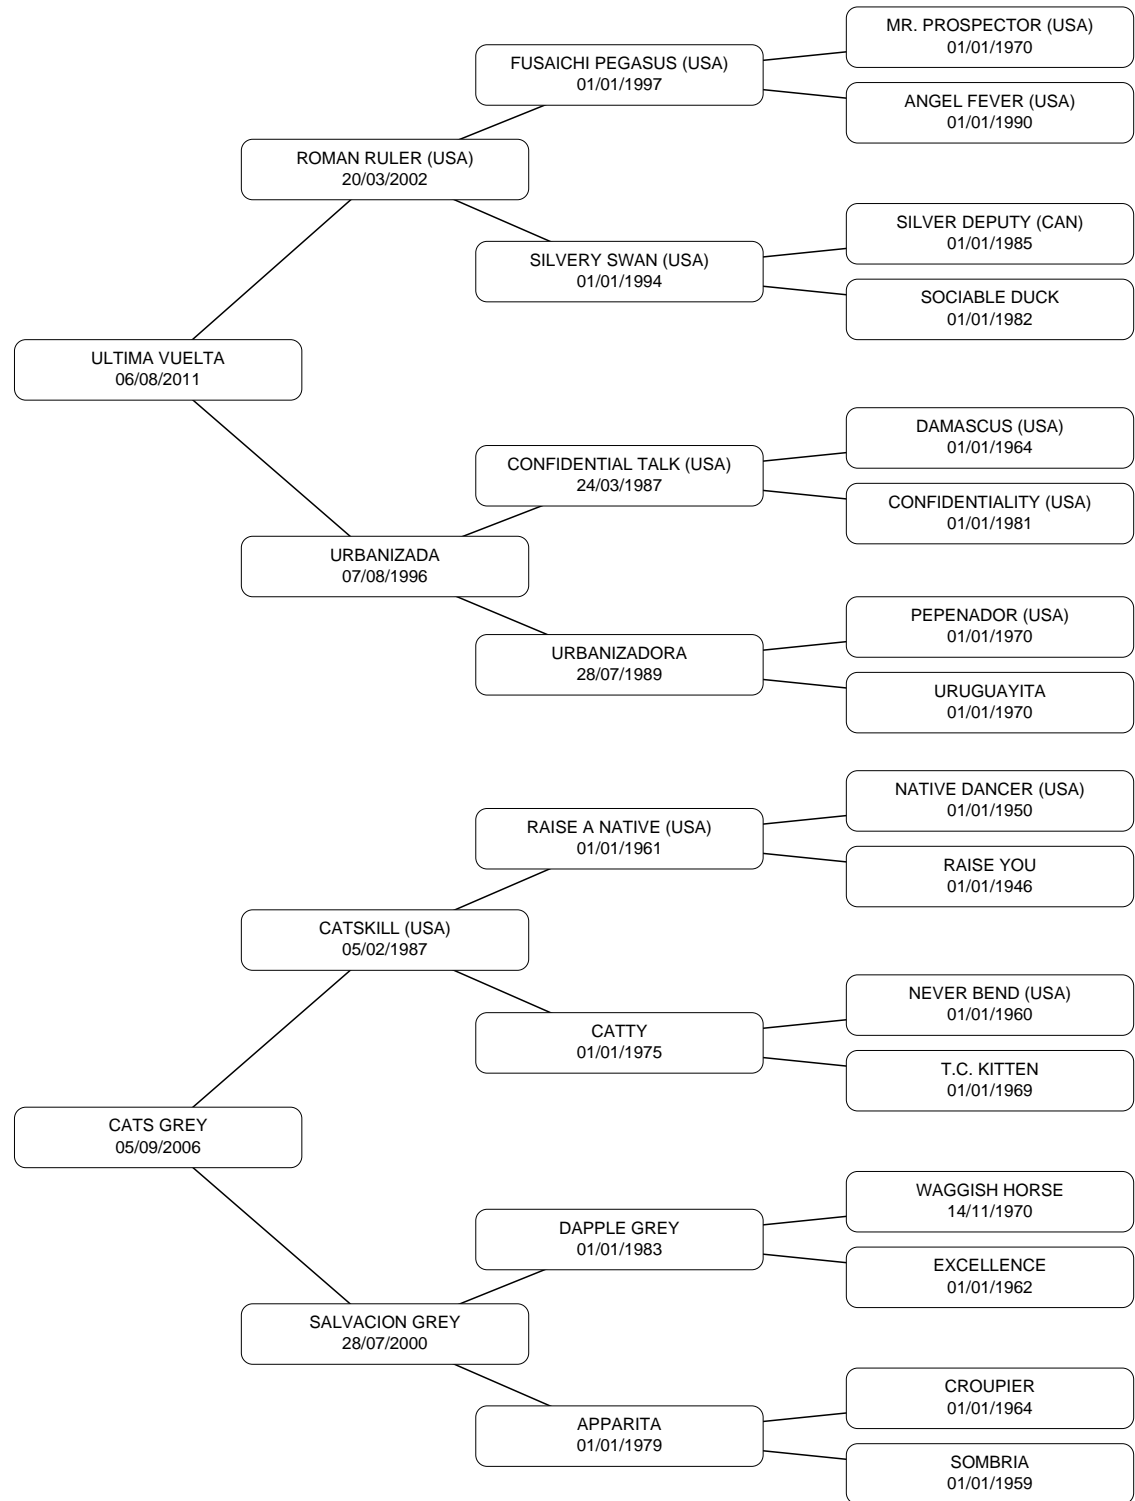 MR. PROSPECTOR (USA)
01/01/1970
FUSAICHI PEGASUS (USA)
01/01/1997
ANGEL FEVER (USA)
01/01/1990
ROMAN RULER (USA)
20/03/2002
SILVER DEPUTY (CAN)
01/01/1985
SILVERY SWAN (USA)
01/01/1994
SOCIABLE DUCK
01/01/1982
ULTIMA VUELTA
06/08/2011
DAMASCUS (USA)
01/01/1964
CONFIDENTIAL TALK (USA)
24/03/1987
CONFIDENTIALITY (USA)
01/01/1981
URBANIZADA
07/08/1996
PEPENADOR (USA)
01/01/1970
URBANIZADORA
28/07/1989
URUGUAYITA
01/01/1970
NATIVE DANCER (USA)
01/01/1950
RAISE A NATIVE (USA)
01/01/1961
RAISE YOU
01/01/1946
CATSKILL (USA)
05/02/1987
NEVER BEND (USA)
01/01/1960
CATTY
01/01/1975
T.C. KITTEN
01/01/1969
CATS GREY
05/09/2006
WAGGISH HORSE
14/11/1970
DAPPLE GREY
01/01/1983
EXCELLENCE
01/01/1962
SALVACION GREY
28/07/2000
CROUPIER
01/01/1964
APPARITA
01/01/1979
SOMBRIA
01/01/1959